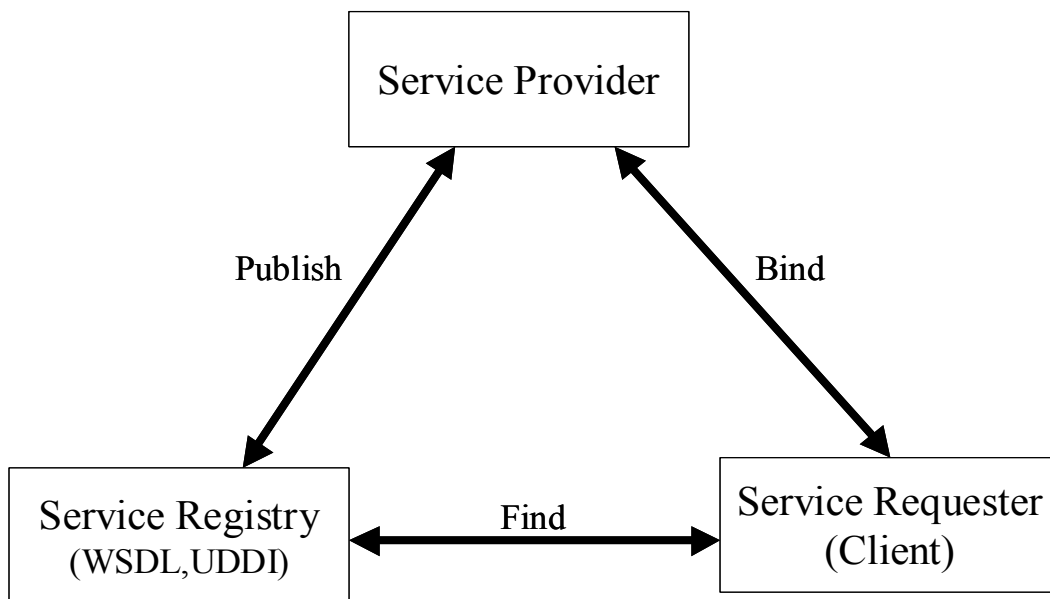 Service Provider
Publish
Bind
Service Registry
(WSDL,UDDI)
Find
Service Requester
(Client)